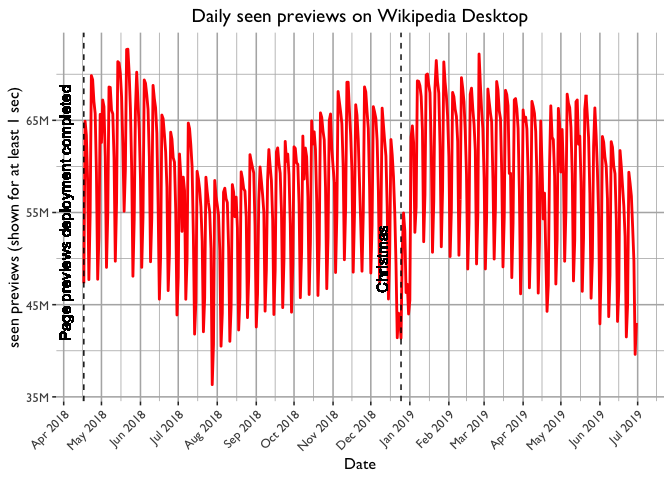 Daily seen previews on Wikipedia Desktop
seen previews (shown for at least 1 sec)
65M
55M
45M
35M
Page previews deployment completed
Christmas
Apr 2018
May 2018
Jun 2018
Jul 2018
Aug 2018
Sep 2018
Oct 2018
Nov 2018
Dec 2018
Jan 2019
Feb 2019
Mar 2019
Apr 2019
May 2019
Jun 2019
Jul 2019
Date